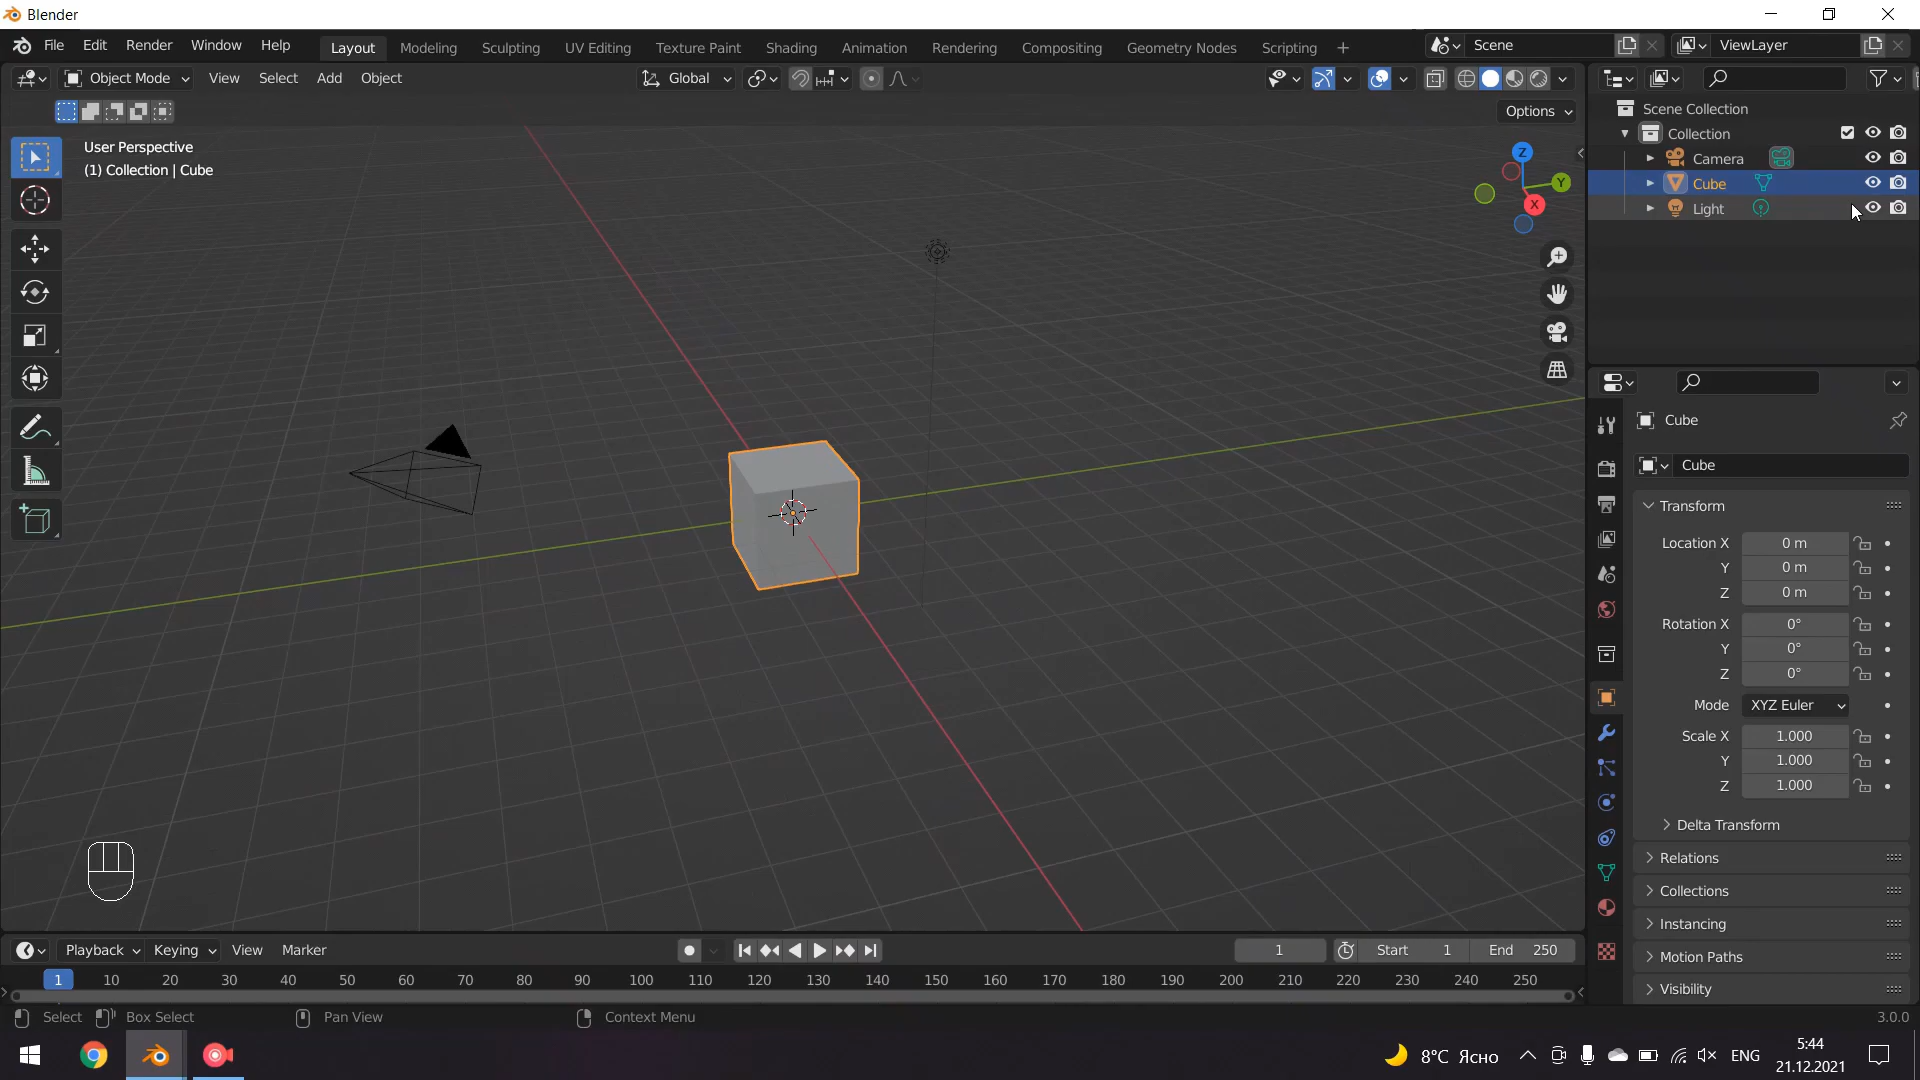 Blender
File Edit Render Window Help Layout Modeling Sculpting UV Editing Texture Paint Shading Animation Rendering Compositing Geometry Nodes Scripting + Scene ViewLayer
Object Mode View Select Add Object Global
Options
User Perspective
(1) Collection | Cube
Z
Y
X
Scene Collection
Collection
Camera
Cube
Light
Cube
Cube
Transform
Location X 0 m
Y 0 m
Z 0 m
Rotation X 0°
Y 0°
Z 0°
Mode XYZ Euler
Scale X 1.000
Y 1.000
Z 1.000
Delta Transform
Relations
Collections
Instancing
Motion Paths
Visibility
Playback Keying View Marker 1 Start 1 End 250
1 10 20 30 40 50 60 70 80 90 100 110 120 130 140 150 160 170 180 190 200 210 220 230 240 250
Select Box Select Pan View Context Menu 3.0.0
8°C Ясно ENG 5:44
21.12.2021